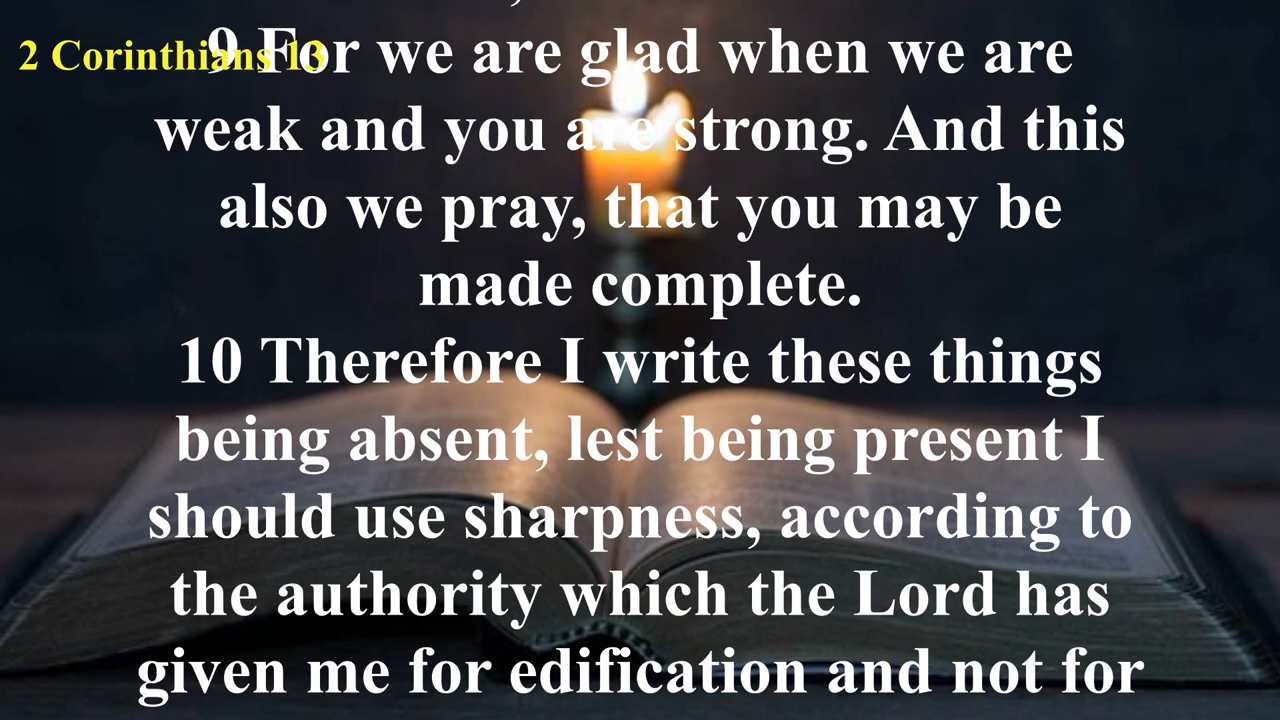 2 Corinthians 13
9 For we are glad when we are
weak and you are strong. And this
also we pray, that you may be
made complete.
10 Therefore I write these things
being absent, lest being present I
should use sharpness, according to
the authority which the Lord has
given me for edification and not for